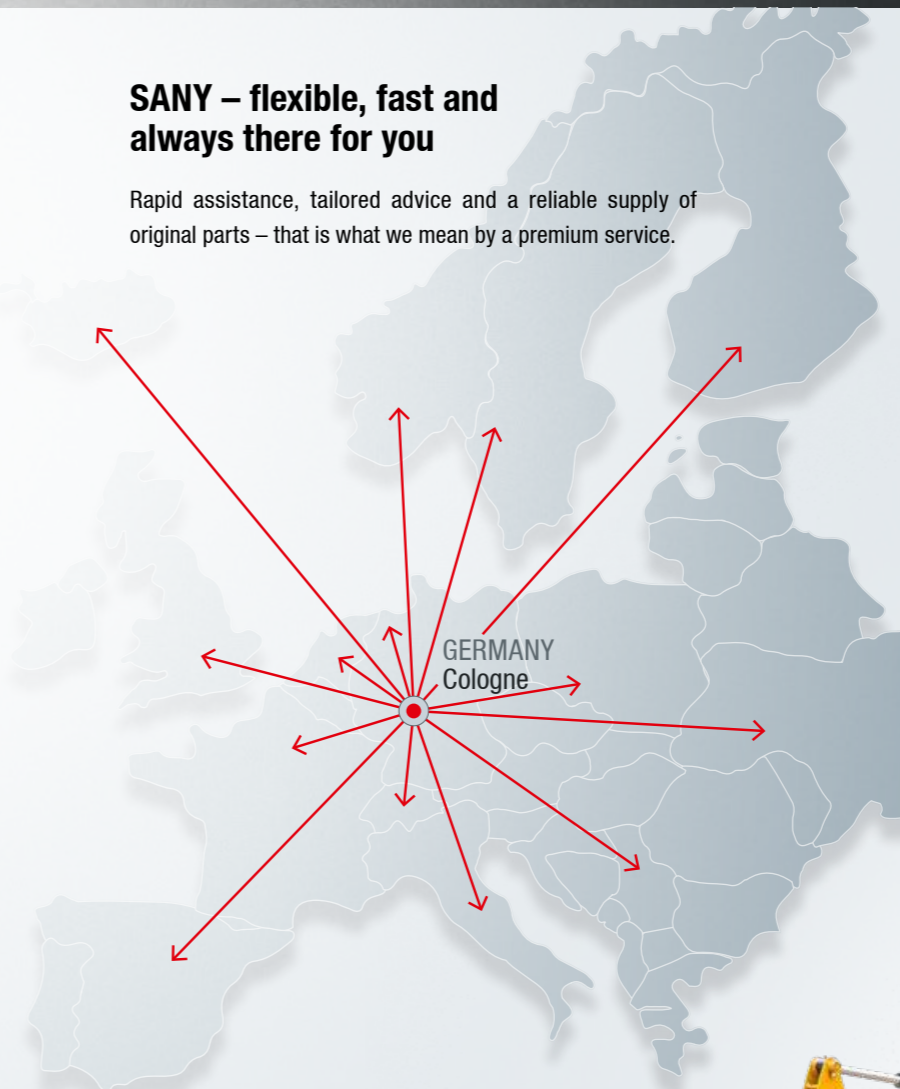 SANY – flexible, fast and
always there for you
Rapid assistance, tailored advice and a reliable supply of
original parts – that is what we mean by a premium service.
GERMANY
Cologne